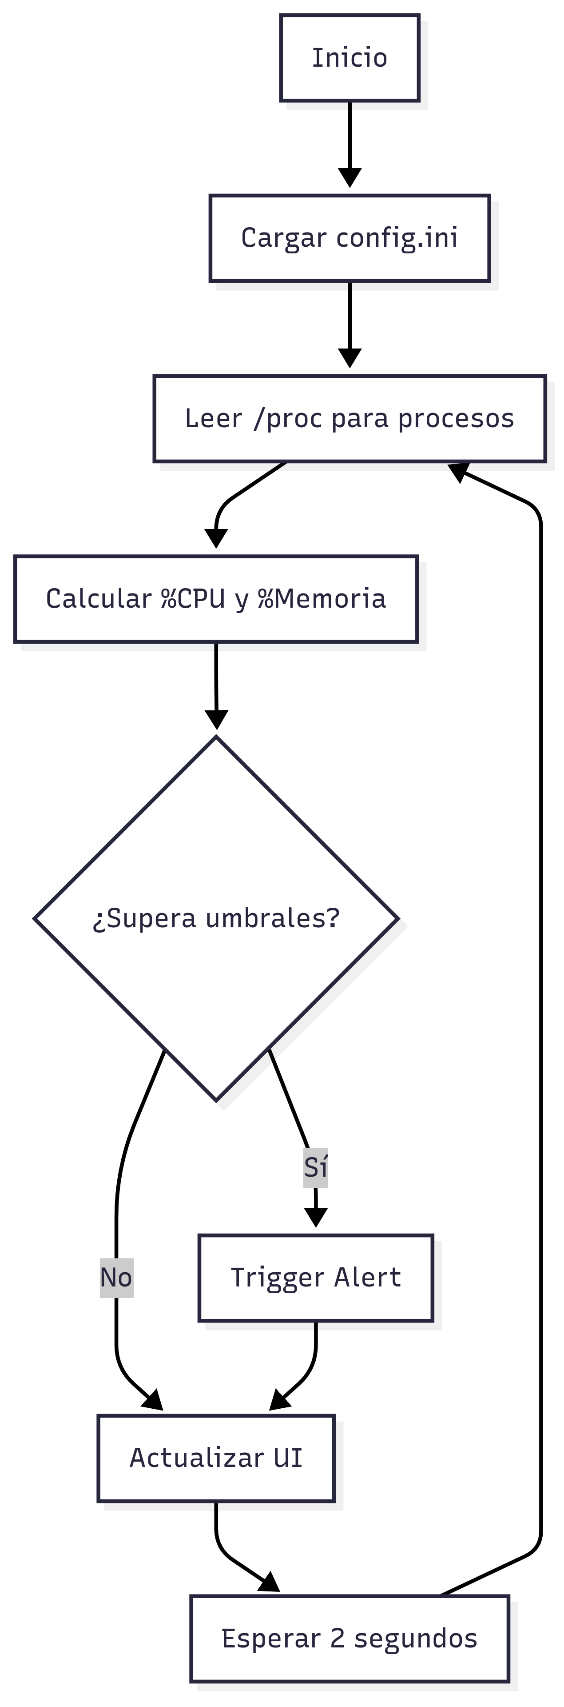 Inicio
Cargar config.ini
Leer /proc para procesos
Calcular %CPU y %Memoria
¿Supera umbrales?
Sí
No
Trigger Alert
Actualizar UI
Esperar 2 segundos